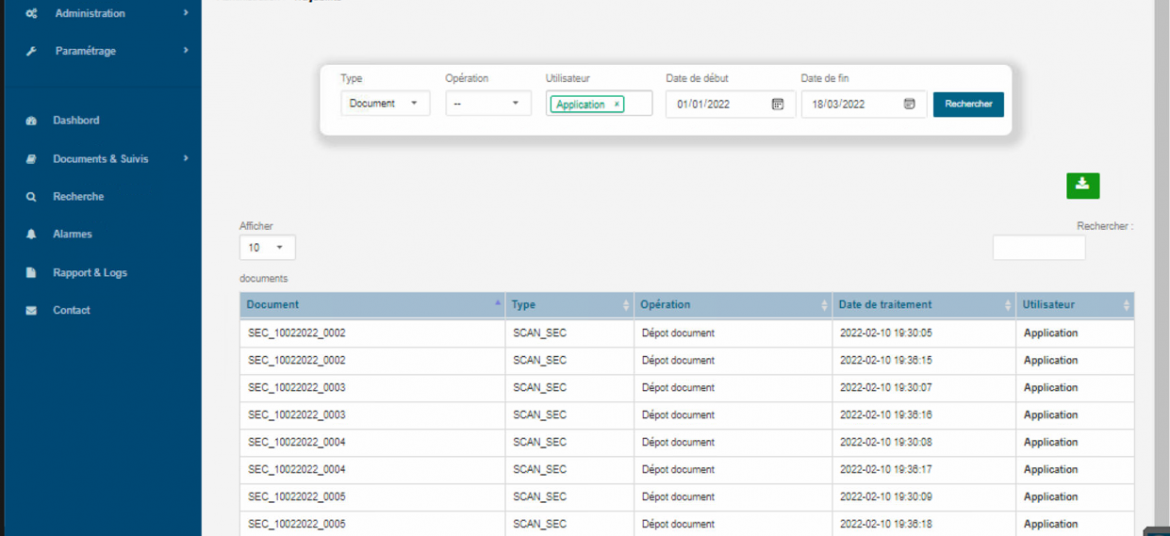 Administration
Paramétrage
Dashbord
Documents & Suivis
Recherche
Alarmes
Rapport & Logs
Contact
Type Opération Utilisateur Date de début Date de fin
Document -- Application × 01/01/2022 18/03/2022 Rechercher
Afficher Rechercher :
10
documents
Document Type Opération Date de traitement Utilisateur
SEC_10022022_0002 SCAN_SEC Dépot document 2022-02-10 19:30:05 Application
SEC_10022022_0002 SCAN_SEC Dépot document 2022-02-10 19:36:15 Application
SEC_10022022_0003 SCAN_SEC Dépot document 2022-02-10 19:30:07 Application
SEC_10022022_0003 SCAN_SEC Dépot document 2022-02-10 19:36:16 Application
SEC_10022022_0004 SCAN_SEC Dépot document 2022-02-10 19:30:08 Application
SEC_10022022_0004 SCAN_SEC Dépot document 2022-02-10 19:36:17 Application
SEC_10022022_0005 SCAN_SEC Dépot document 2022-02-10 19:30:09 Application
SEC_10022022_0005 SCAN_SEC Dépot document 2022-02-10 19:36:18 Application